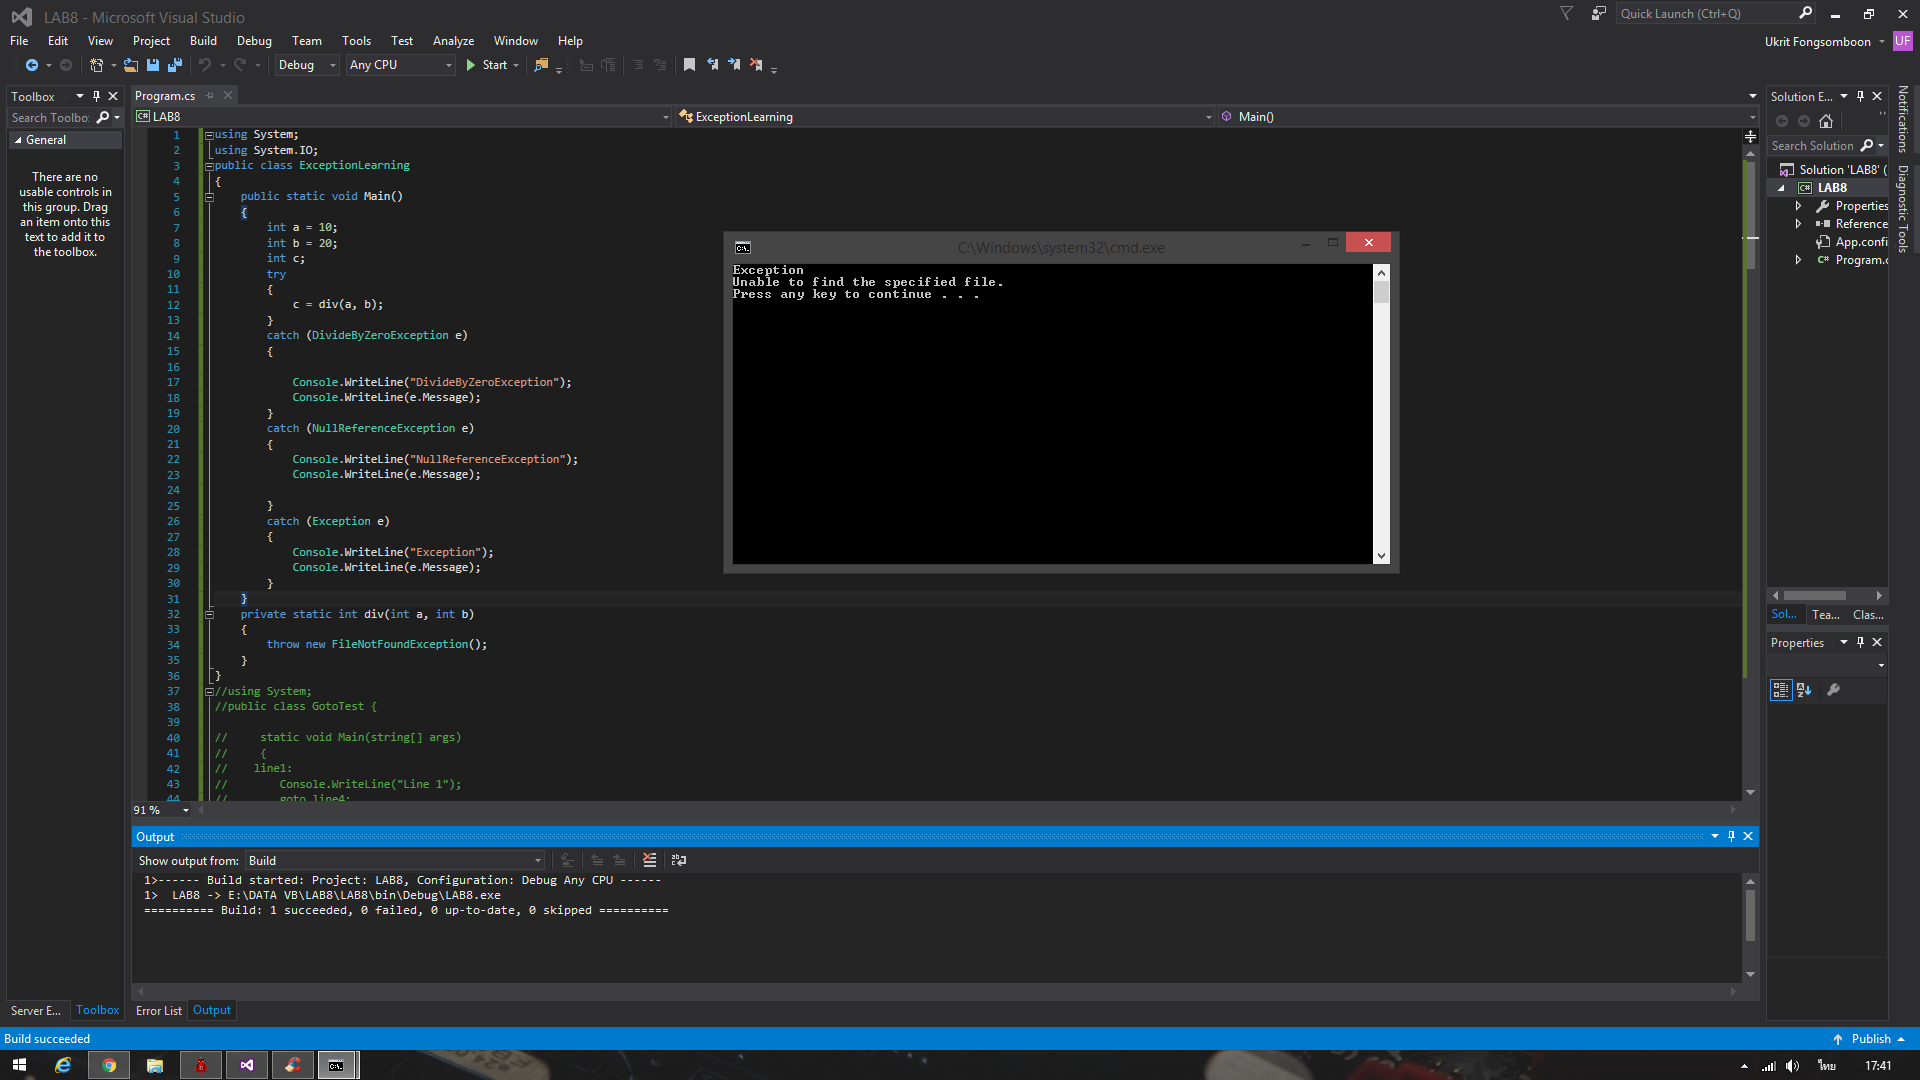 LAB8 - Microsoft Visual Studio
Quick Launch (Ctrl+Q)
File Edit View Project Build Debug Team Tools Test Analyze Window Help
Ukrit Fongsomboon UF
Debug Any CPU Start
Toolbox
Search Toolbo
General
There are no
usable controls in
this group. Drag
an item onto this
text to add it to
the toolbox.
Program.cs
LAB8 ExceptionLearning Main()
1 using System;
2 using System.IO;
3 public class ExceptionLearning
4 {
5 public static void Main()
6 {
7 int a = 10;
8 int b = 20;
9 int c;
10 try
11 {
12 c = div(a, b);
13 }
14 catch (DivideByZeroException e)
15 {
16
17 Console.WriteLine("DivideByZeroException");
18 Console.WriteLine(e.Message);
19 }
20 catch (NullReferenceException e)
21 {
22 Console.WriteLine("NullReferenceException");
23 Console.WriteLine(e.Message);
24
25 }
26 catch (Exception e)
27 {
28 Console.WriteLine("Exception");
29 Console.WriteLine(e.Message);
30 }
31 }
32 private static int div(int a, int b)
33 {
34 throw new FileNotFoundException();
35 }
36 }
37 //using System;
38 //public class GotoTest {
39
40 // static void Main(string[] args)
41 // {
42 // line1:
43 // Console.WriteLine("Line 1");
44 // goto line4;
91 %
C:\Windows\system32\cmd.exe
Exception
Unable to find the specified file.
Press any key to continue . . .
Solution E...
Search Solution
Solution 'LAB8' (
LAB8
Properties
Reference
App.confi
Program.c
Sol... Tea... Clas...
Properties
Notifications
Diagnostic Tools
Output
Show output from: Build
1>------ Build started: Project: LAB8, Configuration: Debug Any CPU ------
1> LAB8 -> E:\DATA VB\LAB8\LAB8\bin\Debug\LAB8.exe
========== Build: 1 succeeded, 0 failed, 0 up-to-date, 0 skipped ==========
Server E... Toolbox Error List Output
Build succeeded
Publish
ไทย 17:41